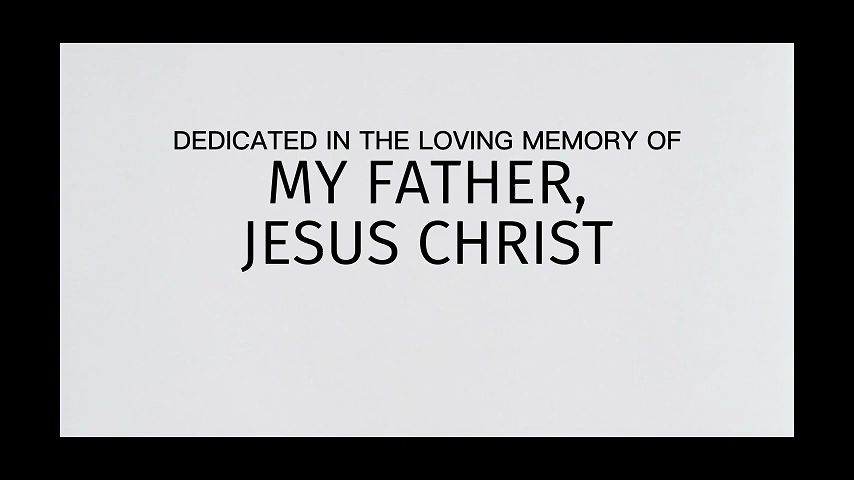 DEDICATED IN THE LOVING MEMORY OF
MY FATHER,
JESUS CHRIST